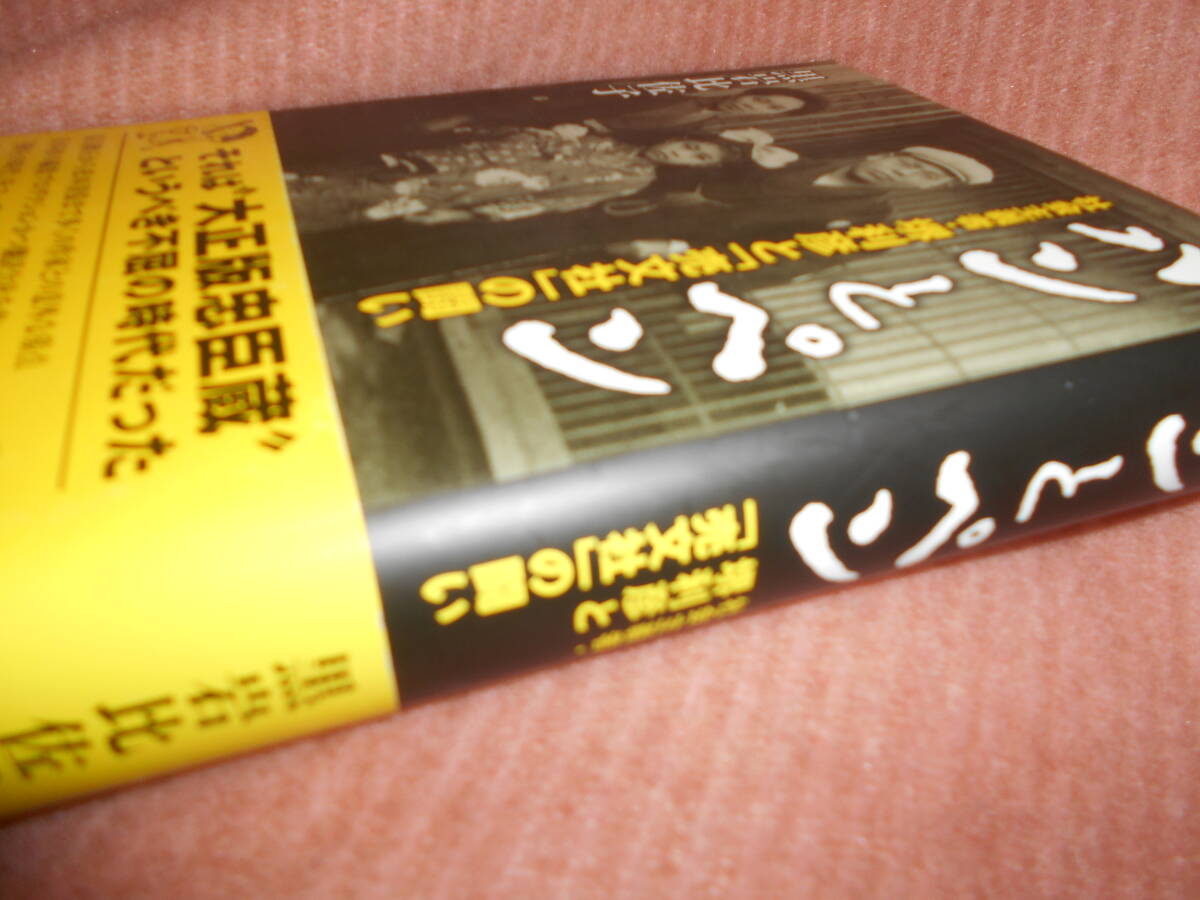 黒岩比佐子
パンとペン
社会主義者・堺利彦と「売文社」の闘い
それは“大正版忠臣蔵”
というべき不屈の時代だった
ンとペン
社会主義者・
堺利彦と
「売文社」の闘い
黒岩比佐